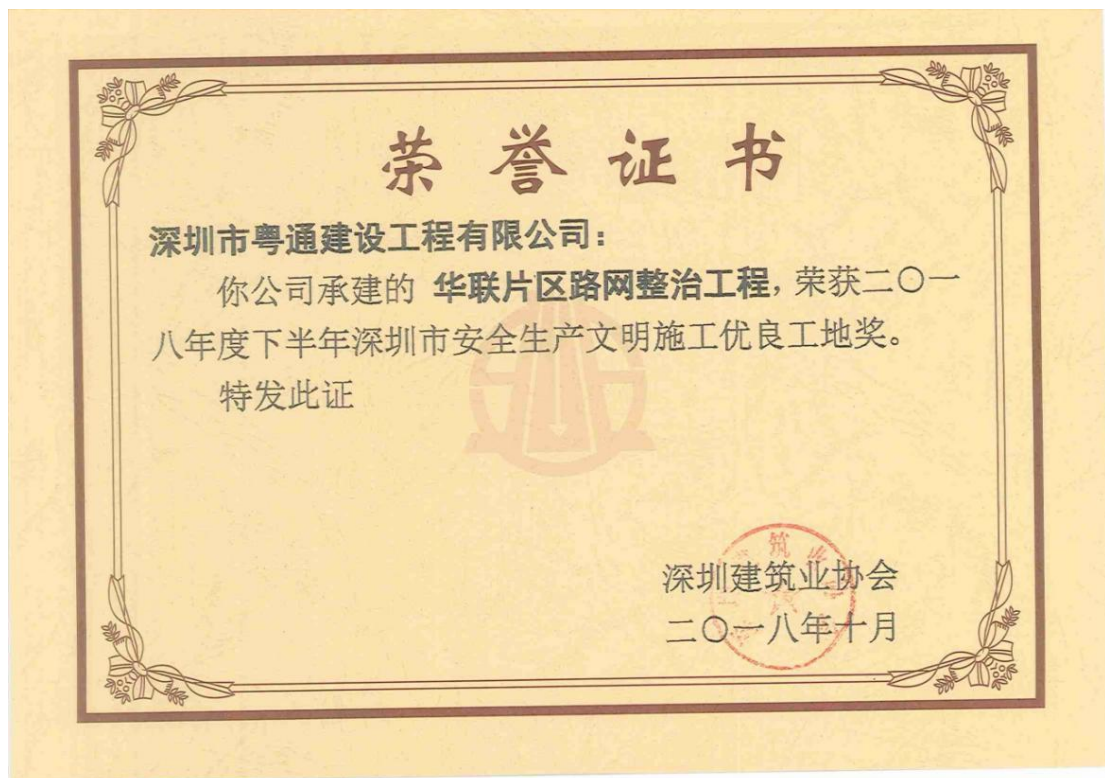 荣誉证书
深圳市粤通建设工程有限公司：
你公司承建的 华联片区路网整治工程，荣获二〇一
八年度下半年深圳市安全生产文明施工优良工地奖。
特发此证
深圳建筑业协会
二〇一八年十月